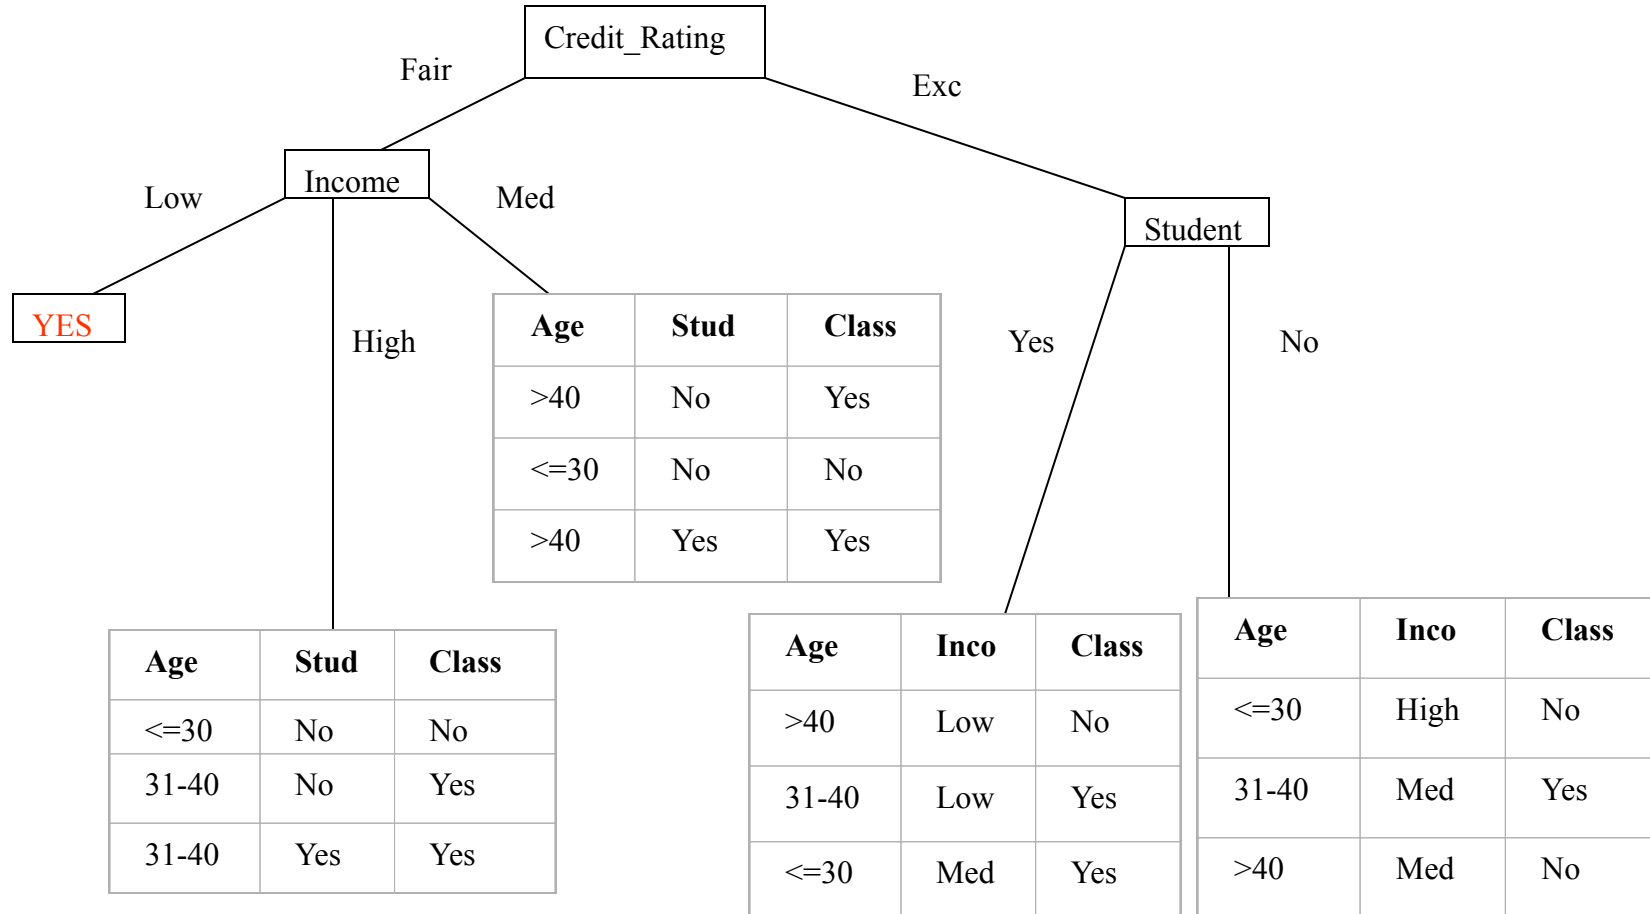 Credit_Rating
Fair
Exc
Income
Low
Med
Student
YES
High
Yes
No
Age Stud Class
>40 No Yes
<=30 No No
>40 Yes Yes
Age Stud Class
<=30 No No
31-40 No Yes
31-40 Yes Yes
Age Inco Class
>40 Low No
31-40 Low Yes
<=30 Med Yes
Age Inco Class
<=30 High No
31-40 Med Yes
>40 Med No